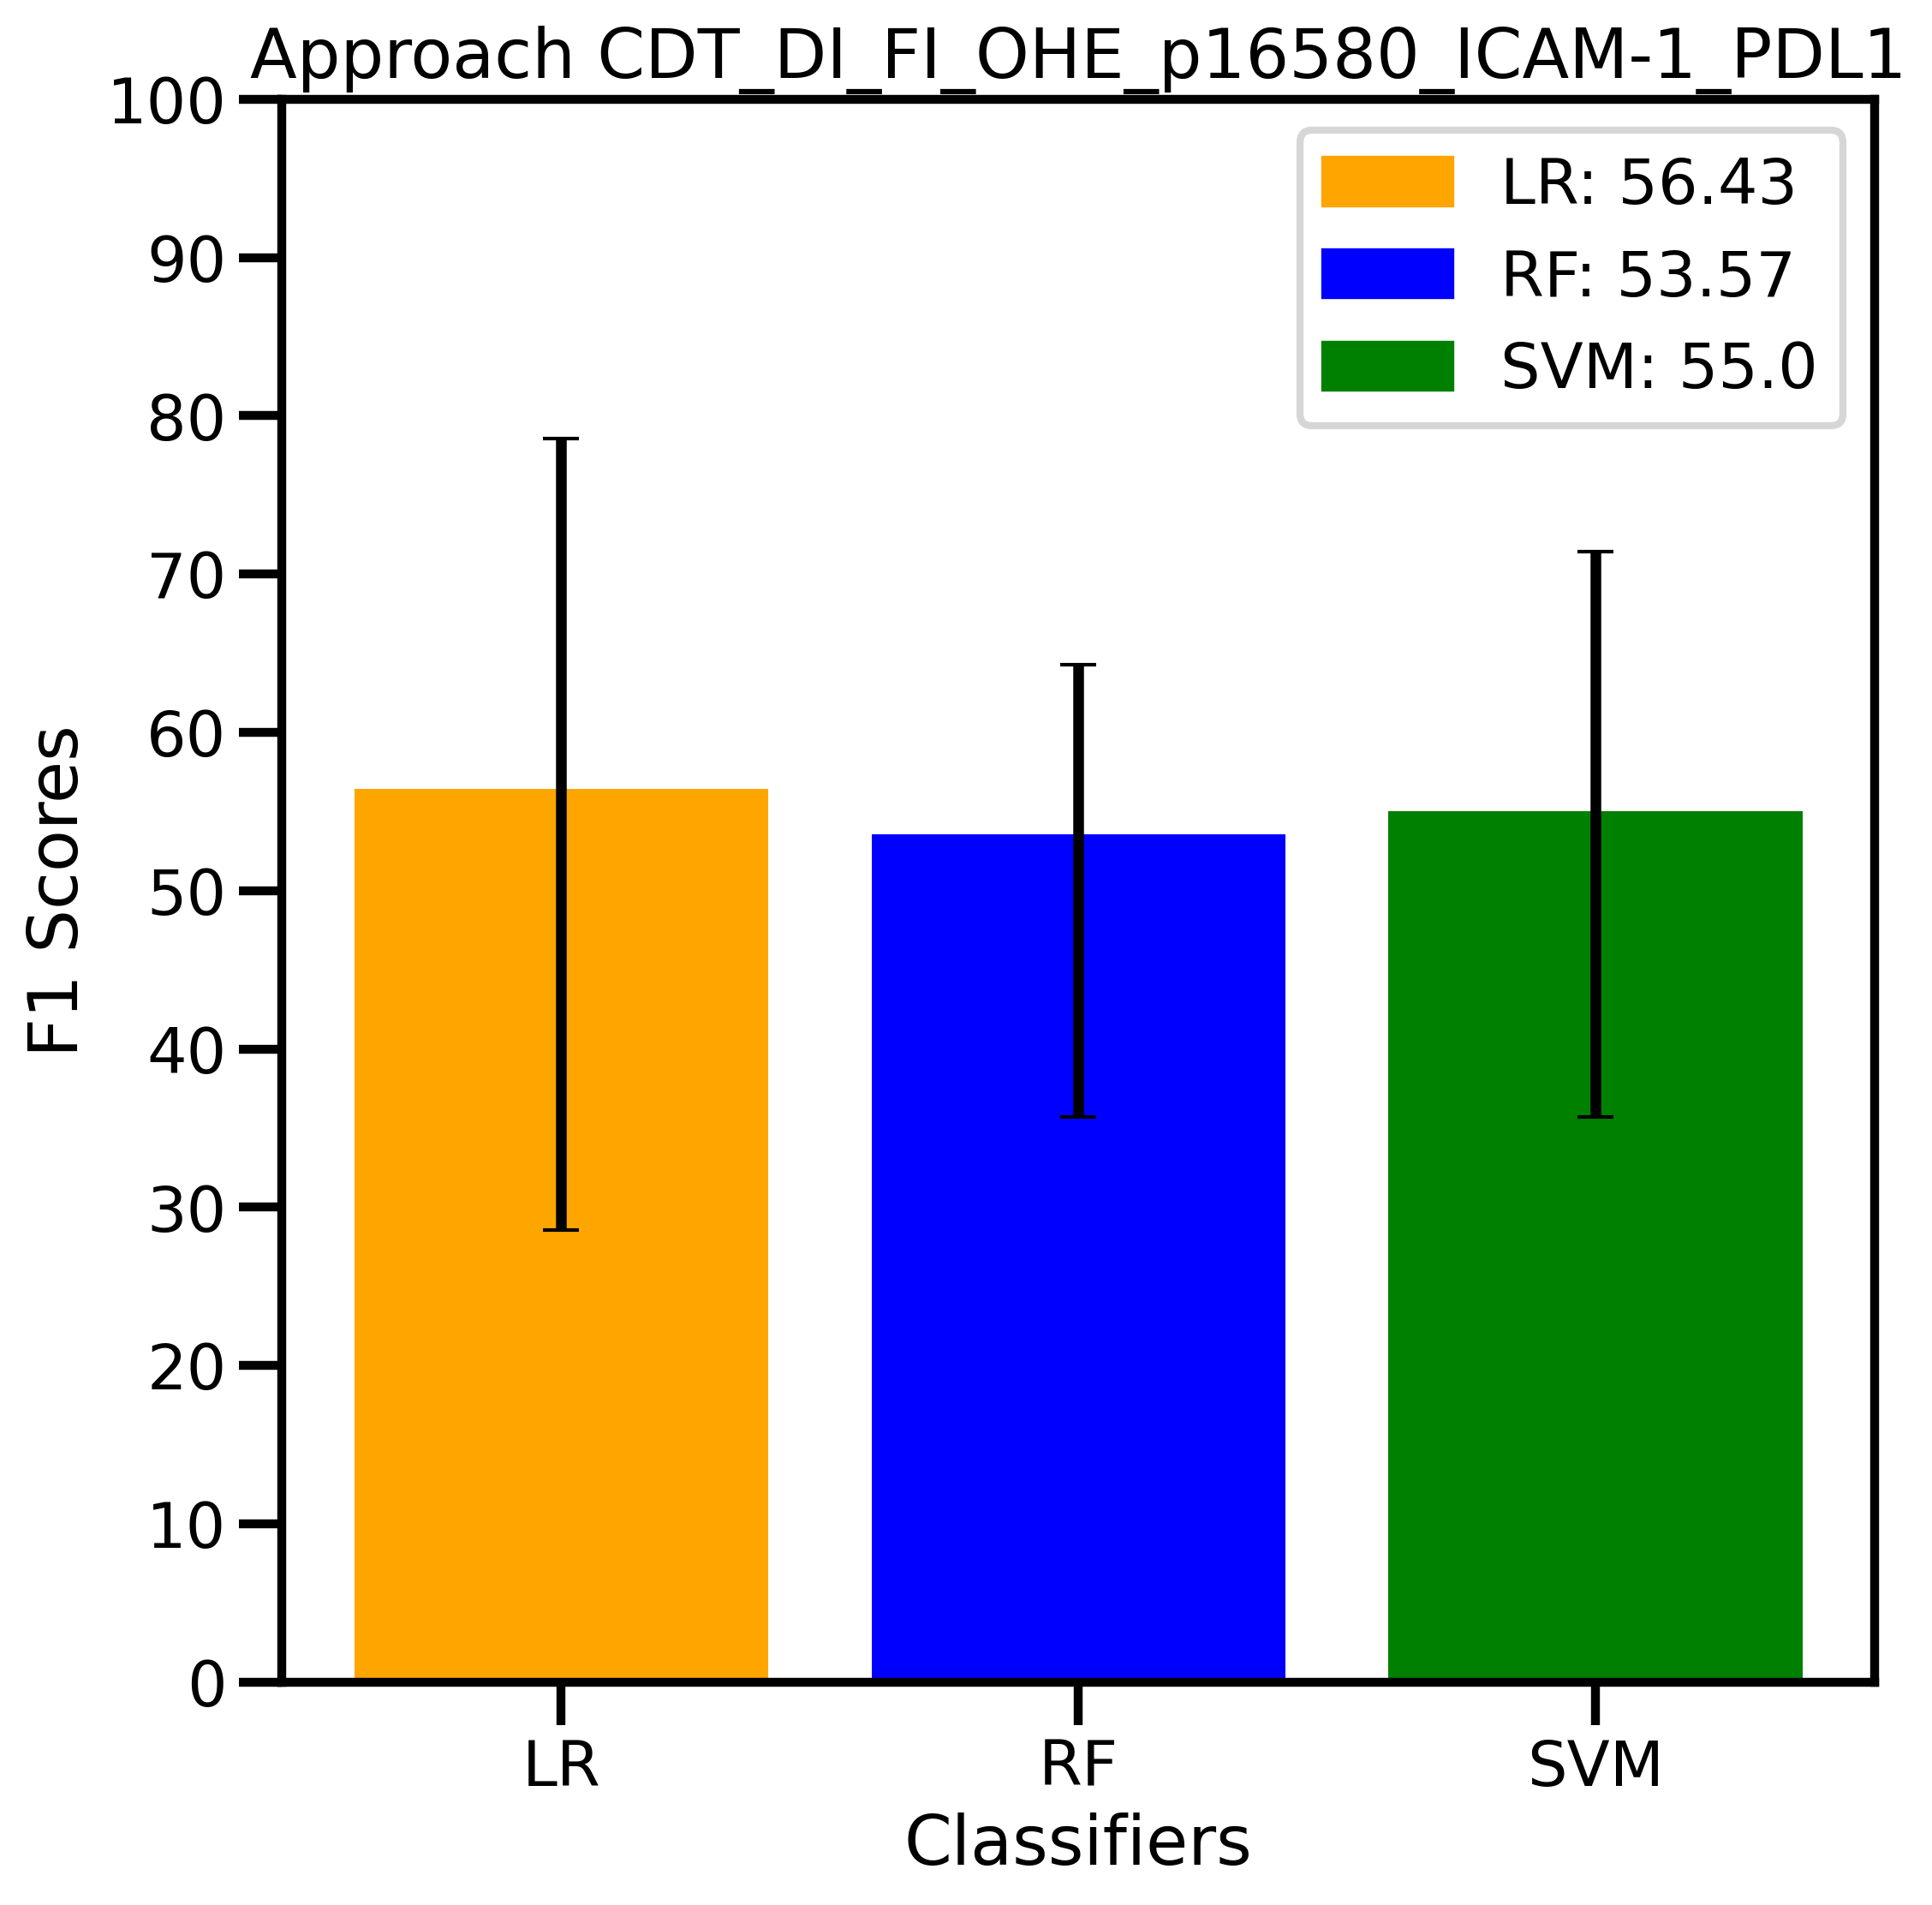 Approach CDT_DI_FI_OHE_p16580_ICAM-1_PDL1
LR: 56.43
RF: 53.57
SVM: 55.0
F1 Scores
100
90
80
70
60
50
40
30
20
10
0
LR
RF
SVM
Classifiers